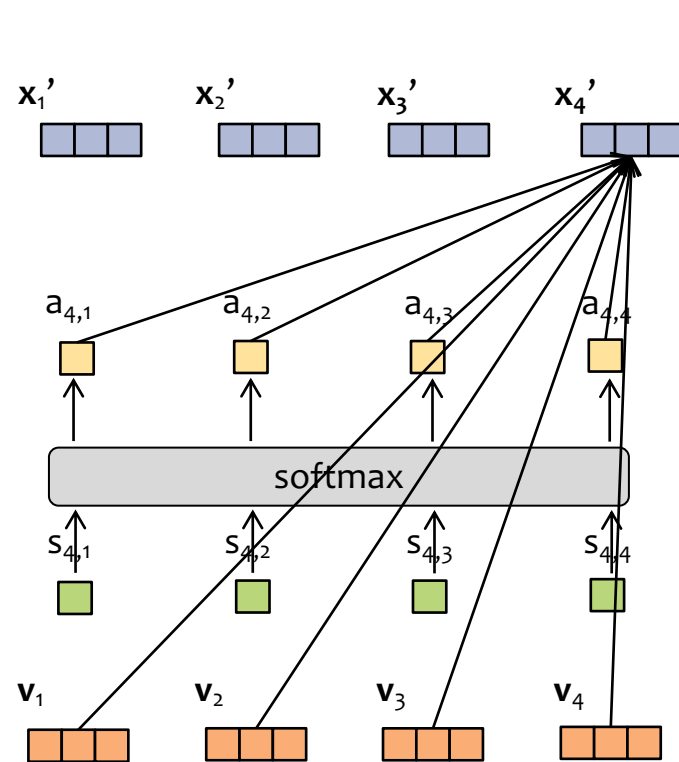 x₁’ x₂’ x₃’ x₄’
a₄,₁ a₄,₂ a₄,₃ a₄,₄
softmax
s₄,₁ s₄,₂ s₄,₃ s₄,₄
v₁ v₂ v₃ v₄